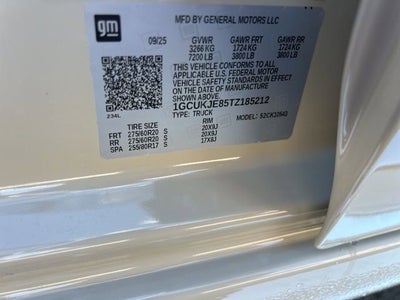 gm
MFD BY GENERAL MOTORS LLC
09/25 GVWR GAWR FRT GAWR RR
3266 KG 1724 KG 1724 KG
7200 LB 3800 LB 3800 LB
THIS VEHICLE CONFORMS TO ALL
APPLICABLE U.S. FEDERAL MOTOR
VEHICLE SAFETY STANDARDS IN
EFFECT ON THE DATE OF
MANUFACTURE SHOWN ABOVE.
1GCUKJE85TZ185212
TYPE: TRUCK MODEL: S2CK10543
234L
TIRE SIZE RIM
FRT 275/60R20 S 20X9J
RR 275/60R20 S 20X9J
SPA 255/80R17 S 17X8J